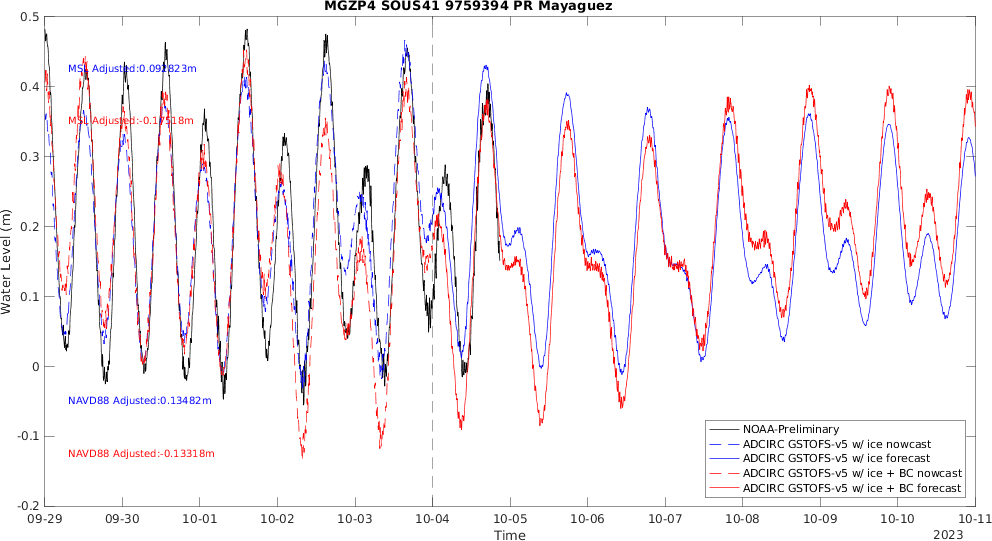 MGZP4 SOUS41 9759394 PR Mayaguez
0.5
0.4
0.3
0.2
0.1
0
-0.1
-0.2
Water Level (m)
MSL Adjusted:0.092823m
MSL Adjusted:-0.17518m
NAVD88 Adjusted:0.13482m
NAVD88 Adjusted:-0.13318m
NOAA-Preliminary
ADCIRC GSTOFS-v5 w/ ice nowcast
ADCIRC GSTOFS-v5 w/ ice forecast
ADCIRC GSTOFS-v5 w/ ice + BC nowcast
ADCIRC GSTOFS-v5 w/ ice + BC forecast
09-29 09-30 10-01 10-02 10-03 10-04 10-05 10-06 10-07 10-08 10-09 10-10 10-11
Time
2023